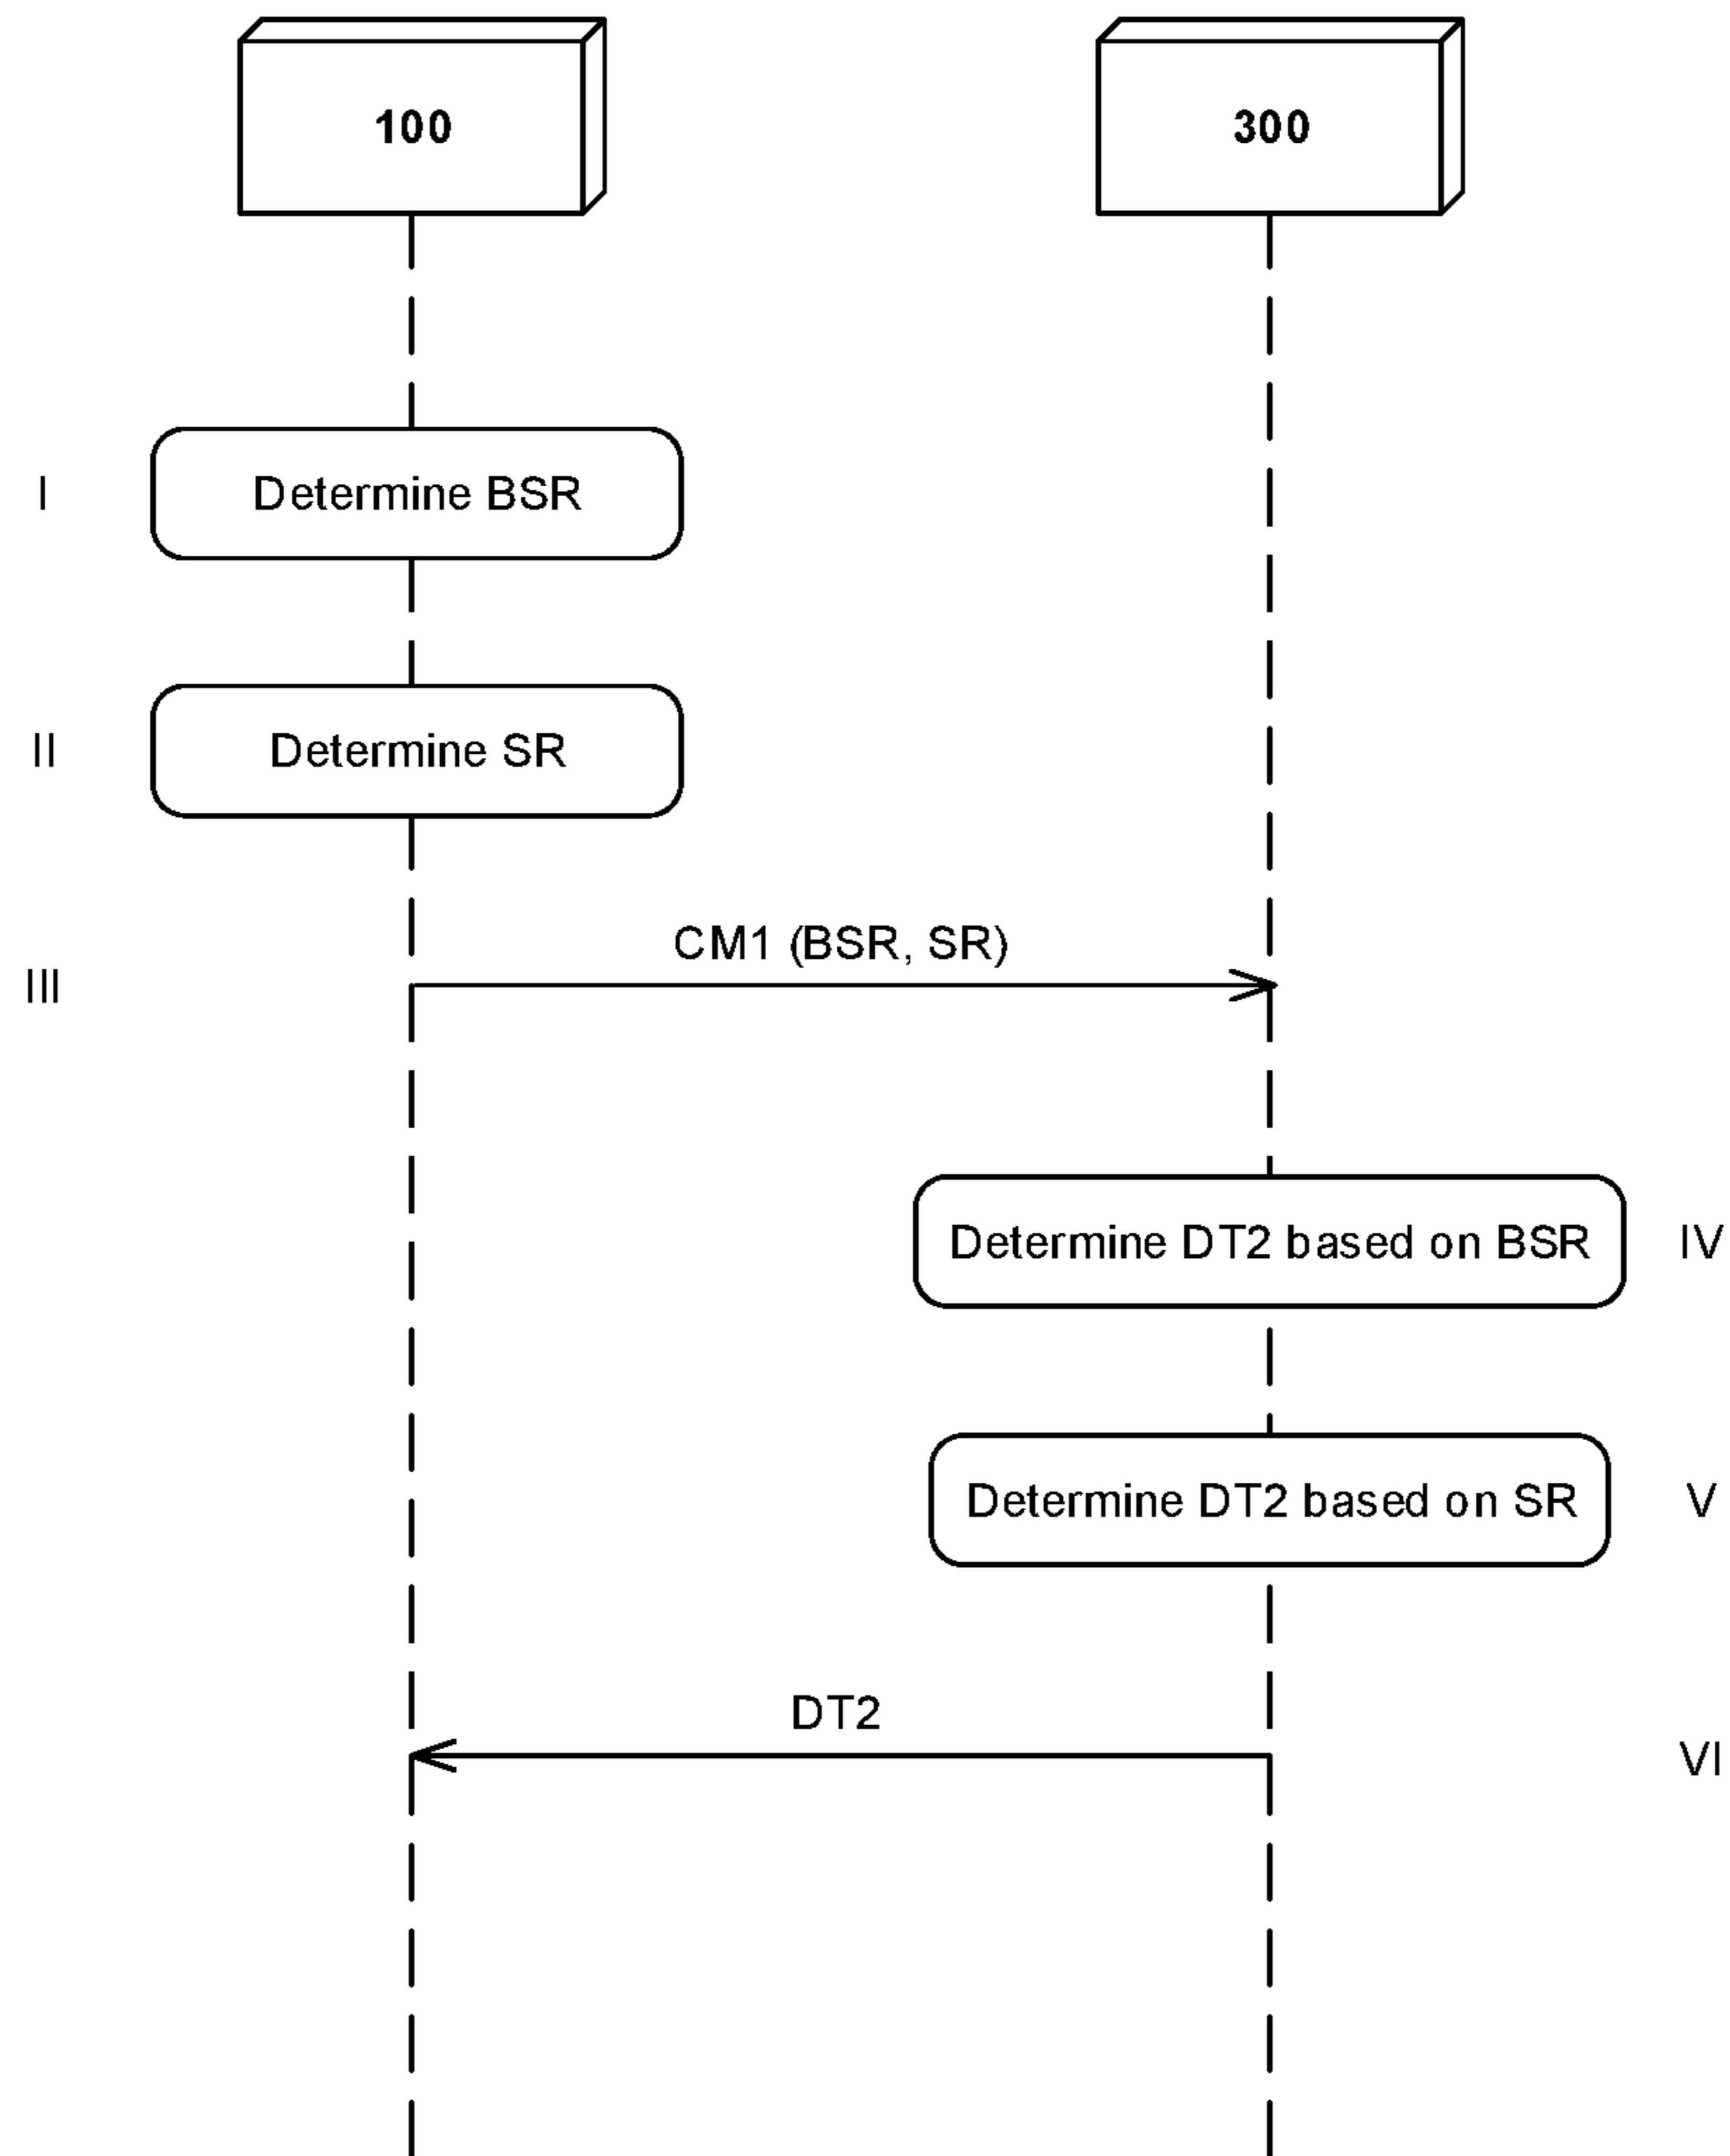 100
300
I
Determine BSR
II
Determine SR
CM1 (BSR, SR)
III
Determine DT2 based on BSR
IV
Determine DT2 based on SR
V
DT2
VI